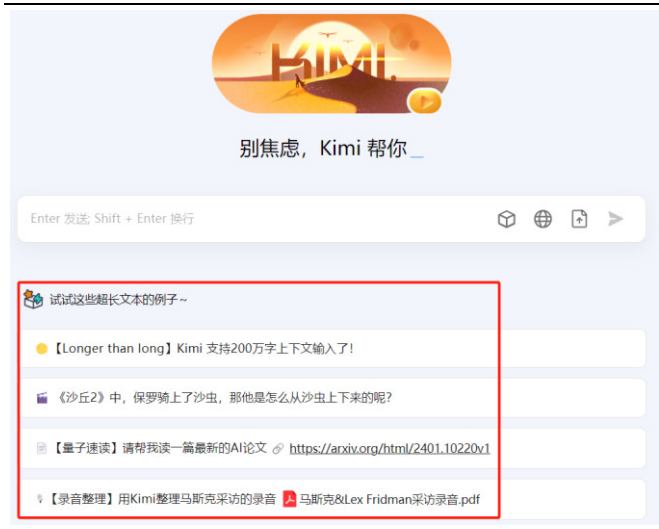 KIMI.
别焦虑，Kimi 帮你_
Enter 发送; Shift + Enter 换行
试试这些超长文本的例子~
【Longer than long】Kimi 支持200万字上下文输入了!
《沙丘2》中，保罗骑上了沙虫，那他是怎么从沙虫上下来的呢?
【量子速读】请帮我读一篇最新的AI论文 https://arxiv.org/html/2401.10220v1
【录音整理】用Kimi整理马斯克采访的录音 马斯克&Lex Fridman采访录音.pdf